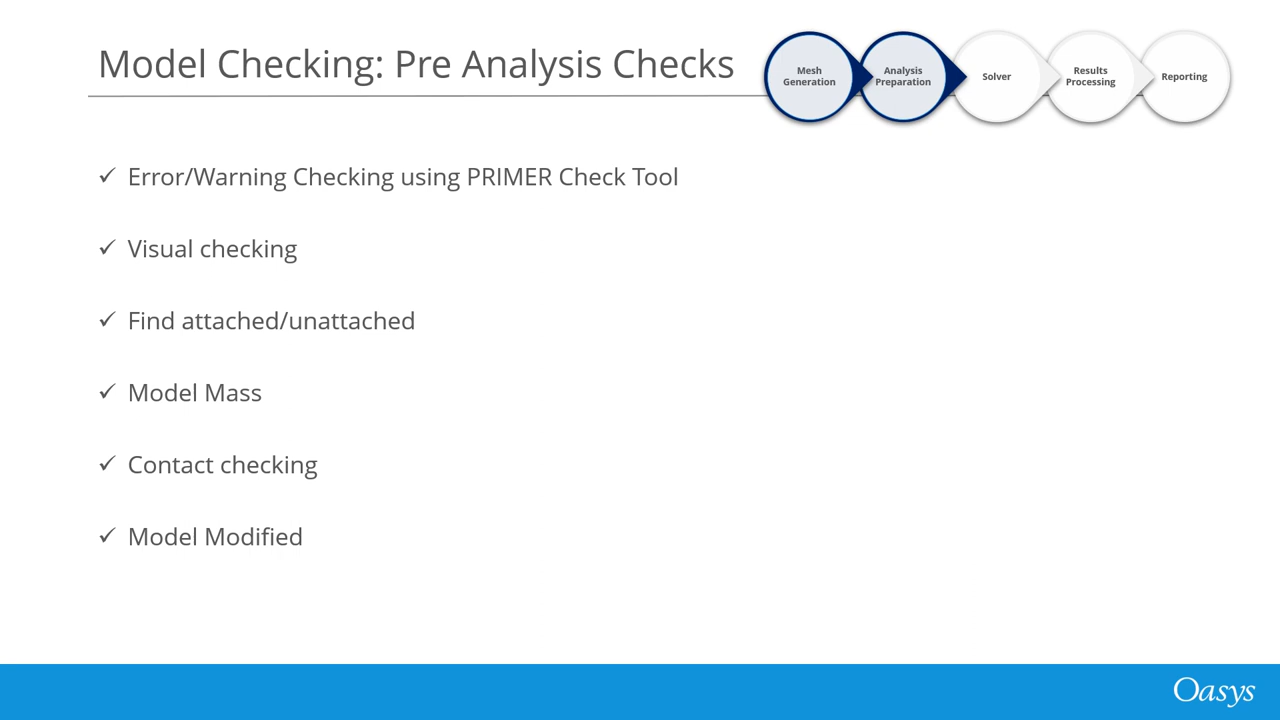 Model Checking: Pre Analysis Checks
Mesh
Generation
Analysis
Preparation
Solver
Results
Processing
Reporting
✓ Error/Warning Checking using PRIMER Check Tool
✓ Visual checking
✓ Find attached/unattached
✓ Model Mass
✓ Contact checking
✓ Model Modified
Oasys